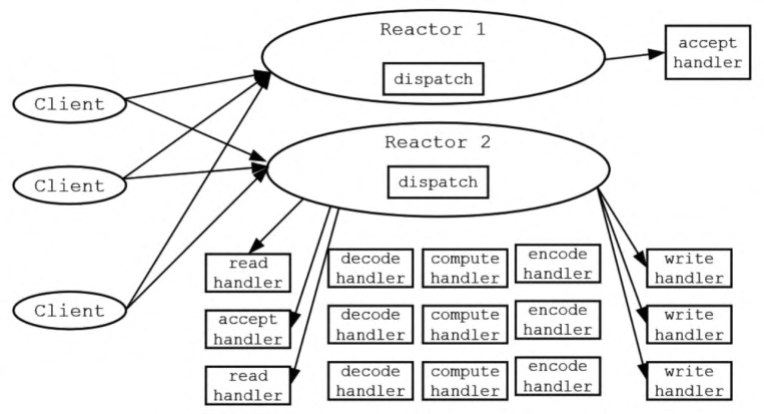 Reactor 1
dispatch
accept
handler
Client
Reactor 2
dispatch
Client
Client
read
handler
decode
handler
compute
handler
encode
handler
write
handler
accept
handler
decode
handler
compute
handler
encode
handler
write
handler
read
handler
decode
handler
compute
handler
encode
handler
write
handler